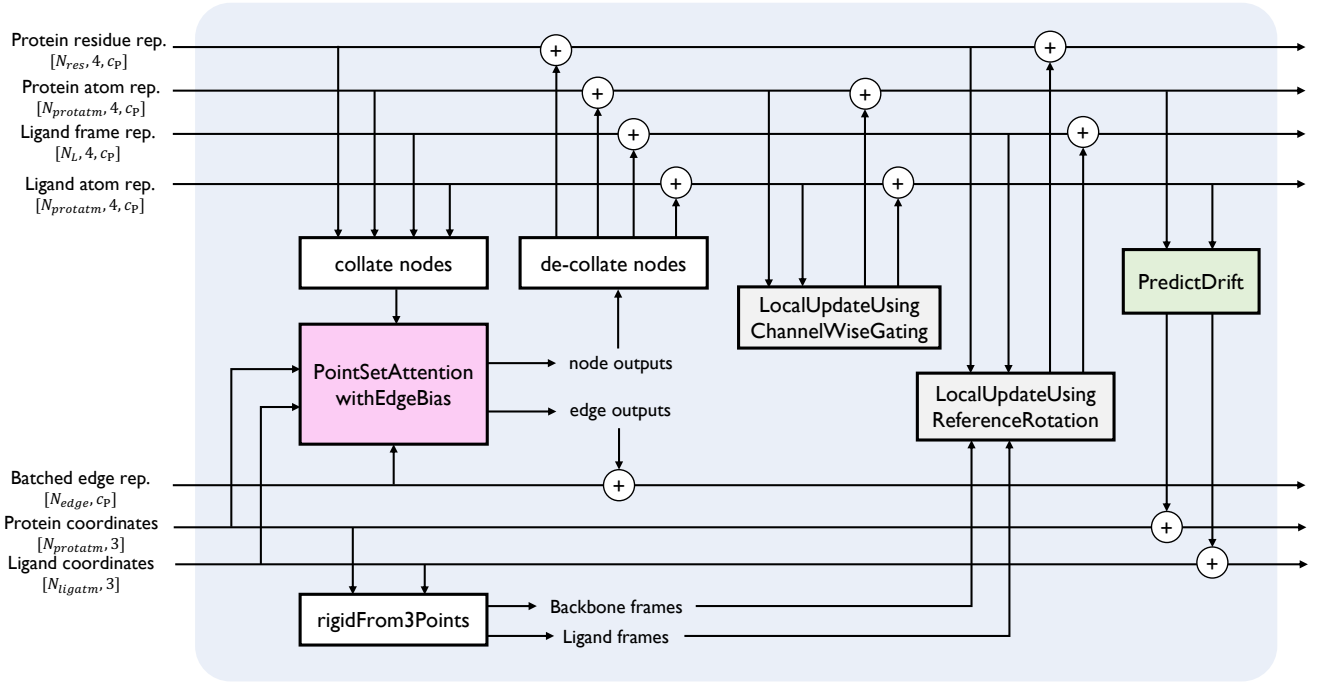 Protein residue rep.
[N_res, 4, c_P]
Protein atom rep.
[N_protatm, 4, c_P]
Ligand frame rep.
[N_L, 4, c_P]
Ligand atom rep.
[N_protatm, 4, c_P]
+
+
+
+
+
+
+
+
collate nodes
de-collate nodes
LocalUpdateUsing
ChannelWiseGating
PredictDrift
PointSetAttention
withEdgeBias
node outputs
edge outputs
LocalUpdateUsing
ReferenceRotation
Batched edge rep.
[N_edge, c_P]
+
Protein coordinates
[N_protatm, 3]
+
Ligand coordinates
[N_ligatm, 3]
+
rigidFrom3Points
Backbone frames
Ligand frames